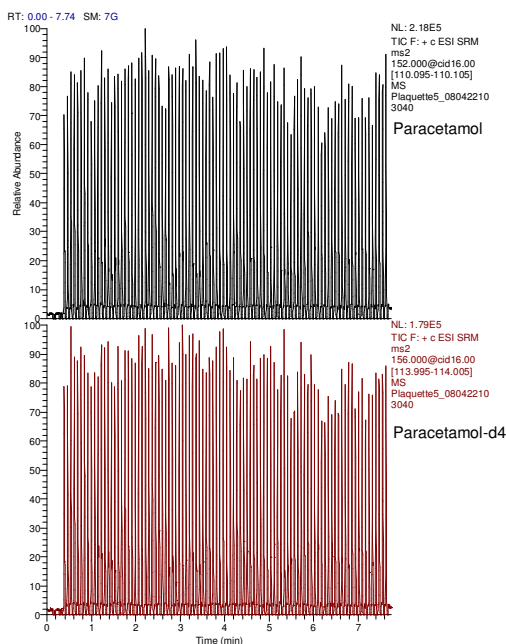 RT: 0.00 - 7.74 SM: 7G
NL: 2.18E5
TIC F: + c ESI SRM
ms2
152.000@cid16.00
[110.095-110.105]
MS
Plaquette5_08042210
3040
Paracetamol
100
90
80
70
60
50
40
30
20
10
0
Relative Abundance
NL: 1.79E5
TIC F: + c ESI SRM
ms2
156.000@cid16.00
[113.995-114.005]
MS
Plaquette5_08042210
3040
Paracetamol-d4
100
90
80
70
60
50
40
30
20
10
0
0 1 2 3 4 5 6 7
Time (min)